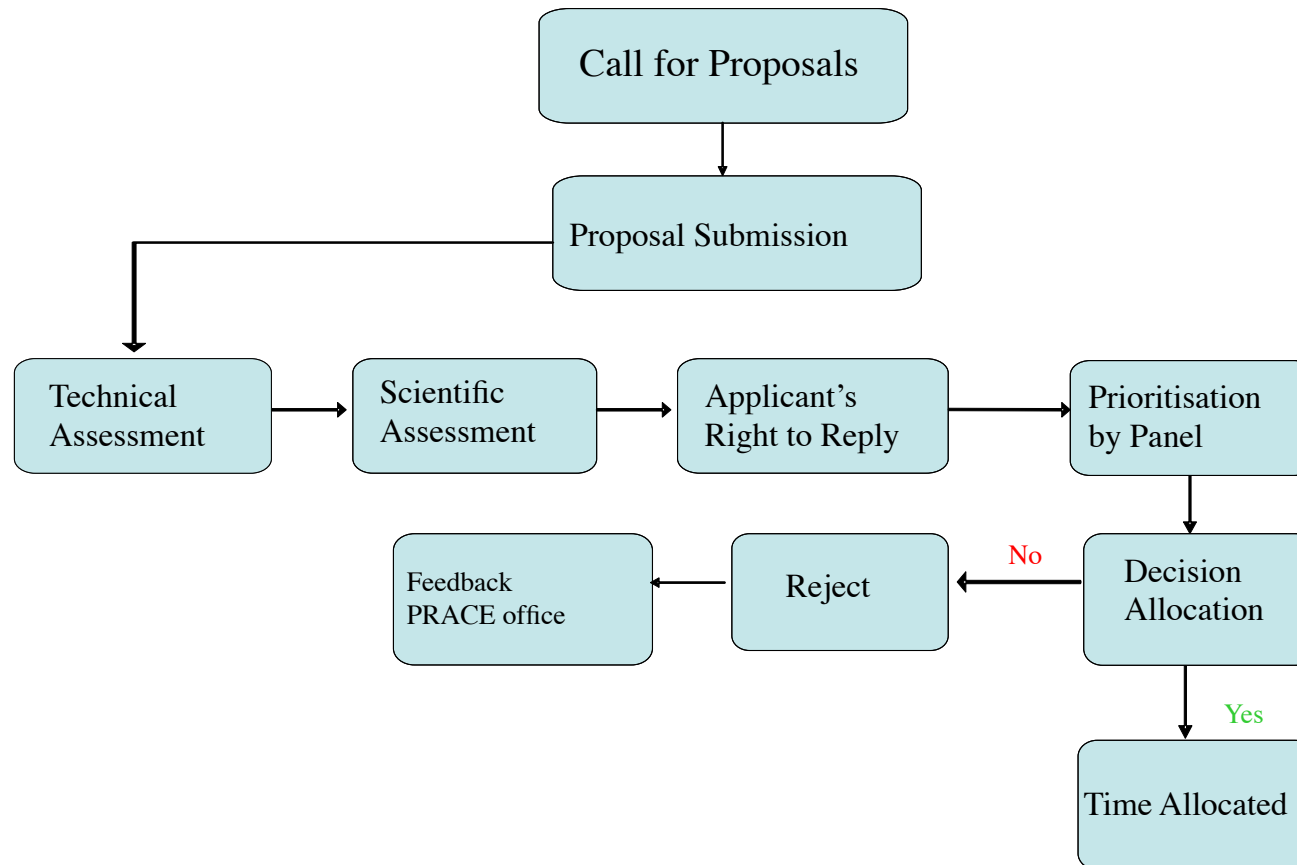 Call for Proposals
Proposal Submission
Technical
Assessment
Scientific
Assessment
Applicant’s
Right to Reply
Prioritisation
by Panel
Feedback
PRACE office
Reject
No
Decision
Allocation
Yes
Time Allocated